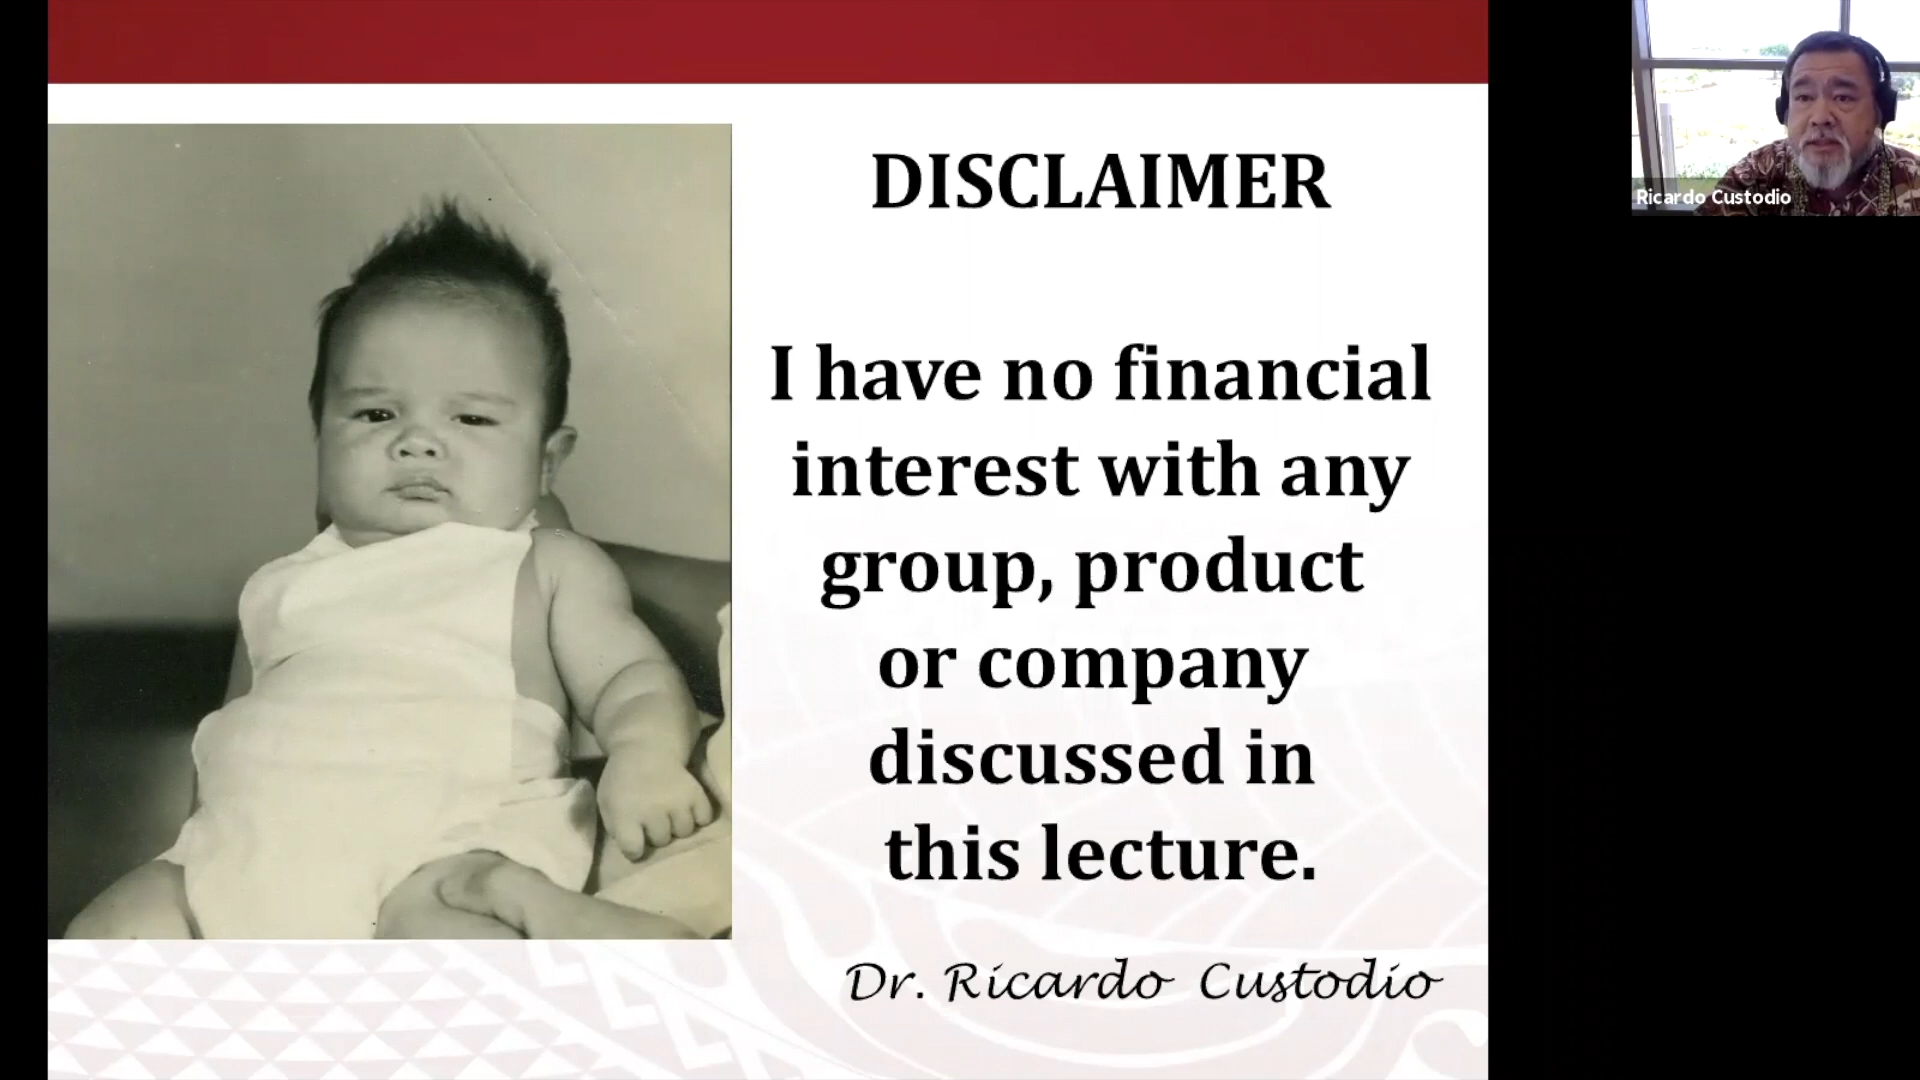 DISCLAIMER
I have no financial
interest with any
group, product
or company
discussed in
this lecture.
Dr. Ricardo Custodio
Ricardo Custodio